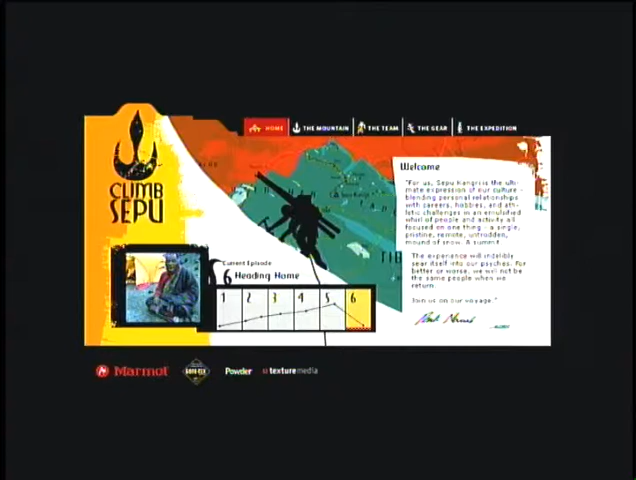 HOME
THE MOUNTAIN
THE TEAM
THE GEAR
THE EXPEDITION
CLIMB
SEPU
Welcome
"For us, Sepu Kangri is the ulti-
mate expression of our culture -
blending personal relationships
with careers, hobbies, and ath-
letic challenges in an emulsified
whirl of people and activity all
focused on one thing - a single,
pristine, remote, untrodden,
mound of snow. A summit.
The experience will indelibly
sear itself into our psyches. For
better or worse, we will not be
the same people when we
return.
Join us on our voyage."
TIB
Current Episode
6 Heading Home
1 2 3 4 5 6
Marmot
GORE-TEX
Powder
texturemedia